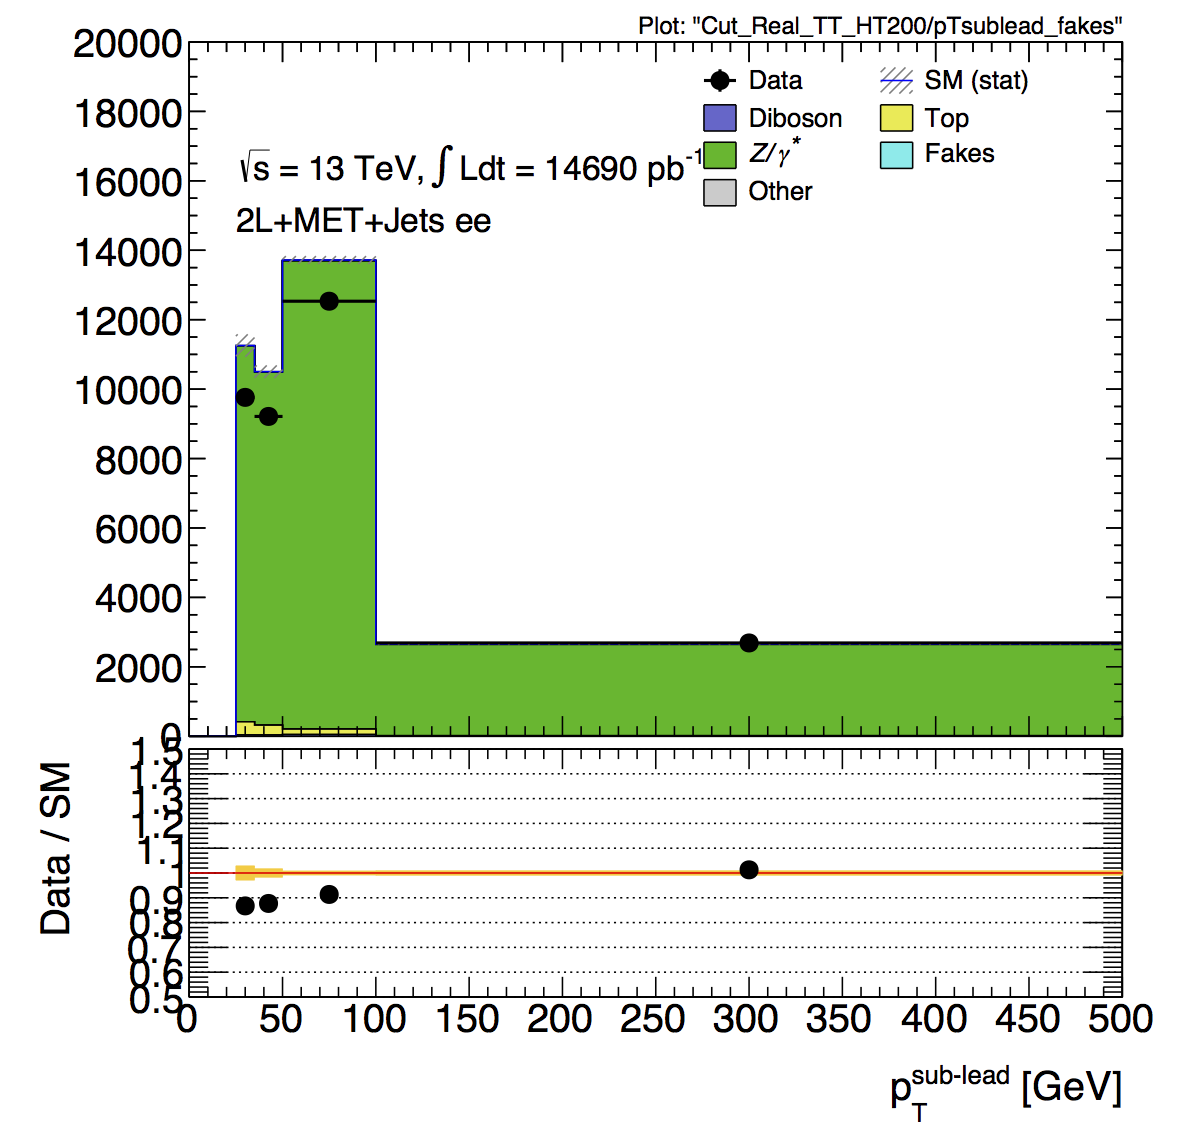 Plot: "Cut_Real_TT_HT200/pTsublead_fakes"
20000
18000
16000
14000
12000
10000
8000
6000
4000
2000
0
Data
SM (stat)
Diboson
Top
Z/γ*
Fakes
Other
√s = 13 TeV, ∫ Ldt = 14690 pb⁻¹
2L+MET+Jets ee
Data / SM
1.5
1.4
1.3
1.2
1.1
1
0.9
0.8
0.7
0.6
0.5
0 50 100 150 200 250 300 350 400 450 500
p_T^sub-lead [GeV]